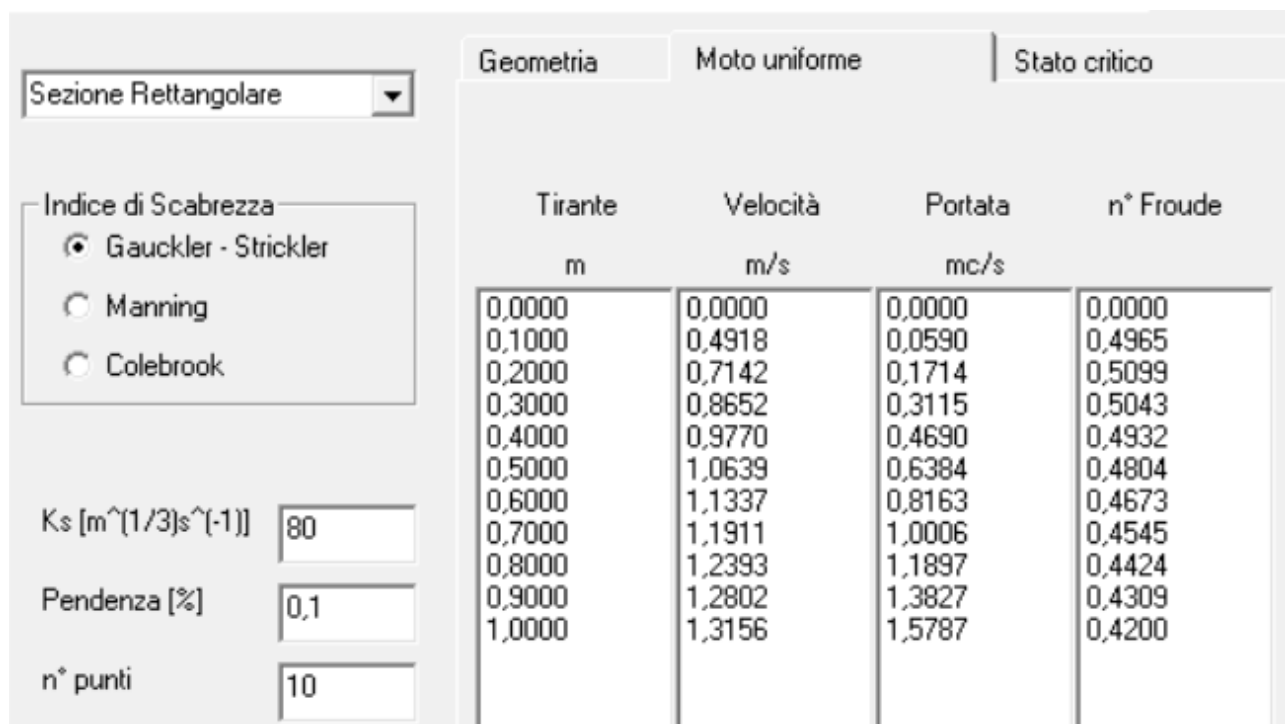 Geometria Moto uniforme Stato critico
Sezione Rettangolare
Indice di Scabrezza
Gauckler - Strickler
Manning
Colebrook
Ks [m^(1/3)s^(-1)] 80
Pendenza [%] 0,1
n° punti 10
Tirante Velocità Portata n° Froude
m m/s mc/s
0,0000 0,0000 0,0000 0,0000
0,1000 0,4918 0,0590 0,4965
0,2000 0,7142 0,1714 0,5099
0,3000 0,8652 0,3115 0,5043
0,4000 0,9770 0,4690 0,4932
0,5000 1,0639 0,6384 0,4804
0,6000 1,1337 0,8163 0,4673
0,7000 1,1911 1,0006 0,4545
0,8000 1,2393 1,1897 0,4424
0,9000 1,2802 1,3827 0,4309
1,0000 1,3156 1,5787 0,4200